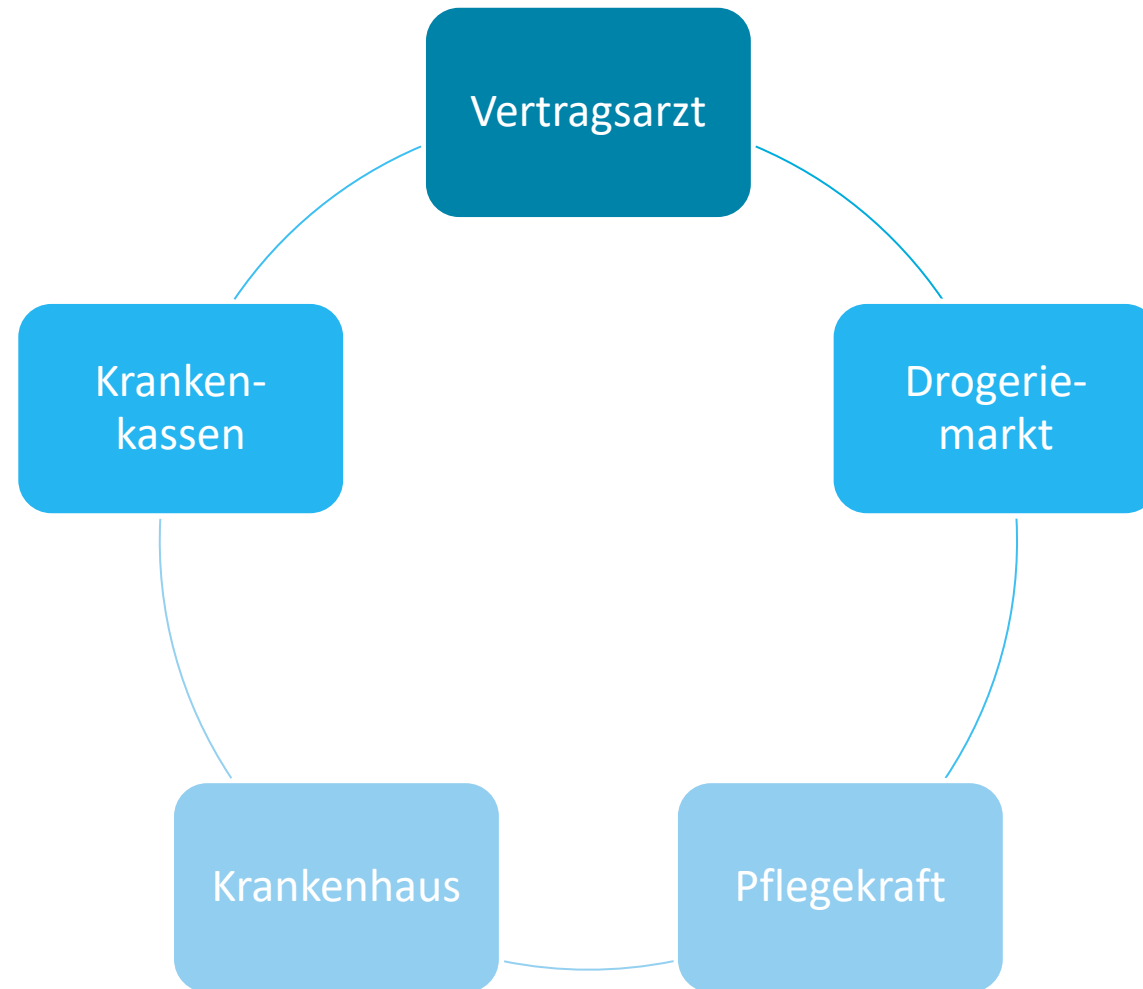 Vertragsarzt
Kranken-
kassen
Drogerie-
markt
Krankenhaus
Pflegekraft